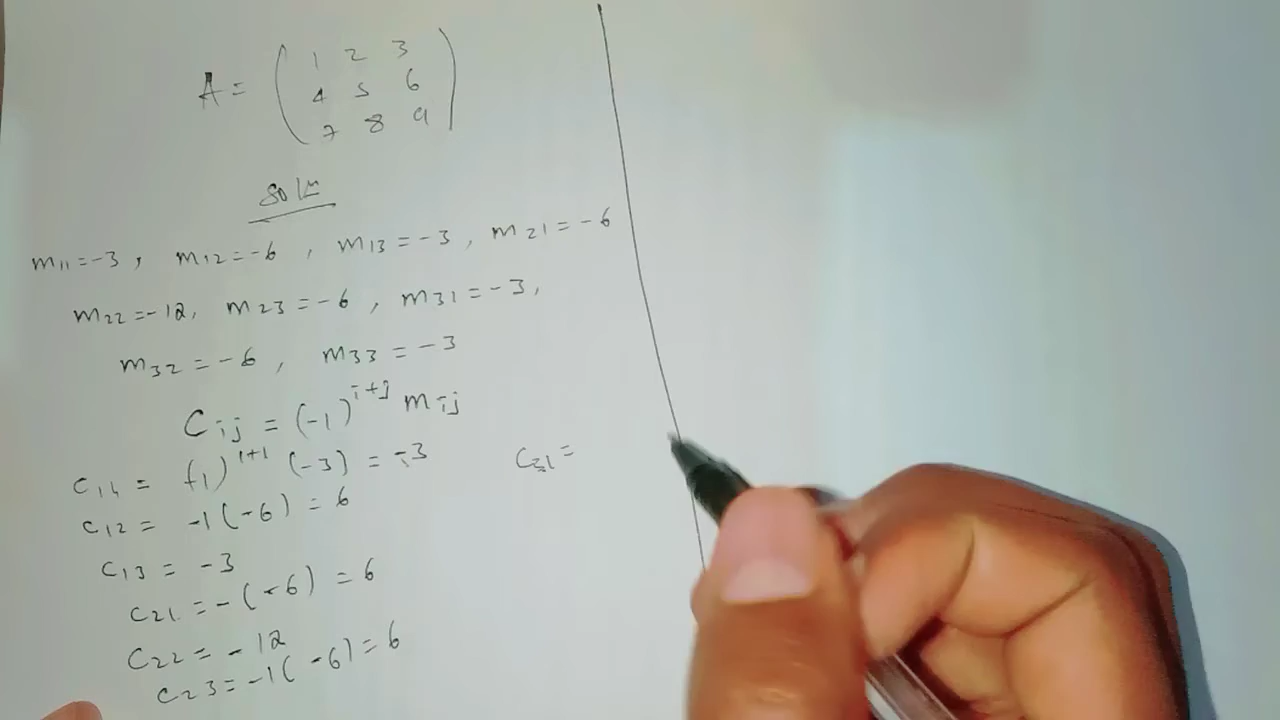 A = ( 1 2 3
4 5 6
7 8 9 )
Soln
m11 = -3 , m12 = -6 , m13 = -3 , m21 = -6
m22 = -12, m23 = -6 , m31 = -3 ,
m32 = -6 , m33 = -3
Cij = (-1)^i+j mij
C11 = (-1)^1+1 (-3) = -3
C12 = -1(-6) = 6
C13 = -3
C21 = -(-6) = 6
C22 = -12
C23 = -1(-6) = 6
C31 =